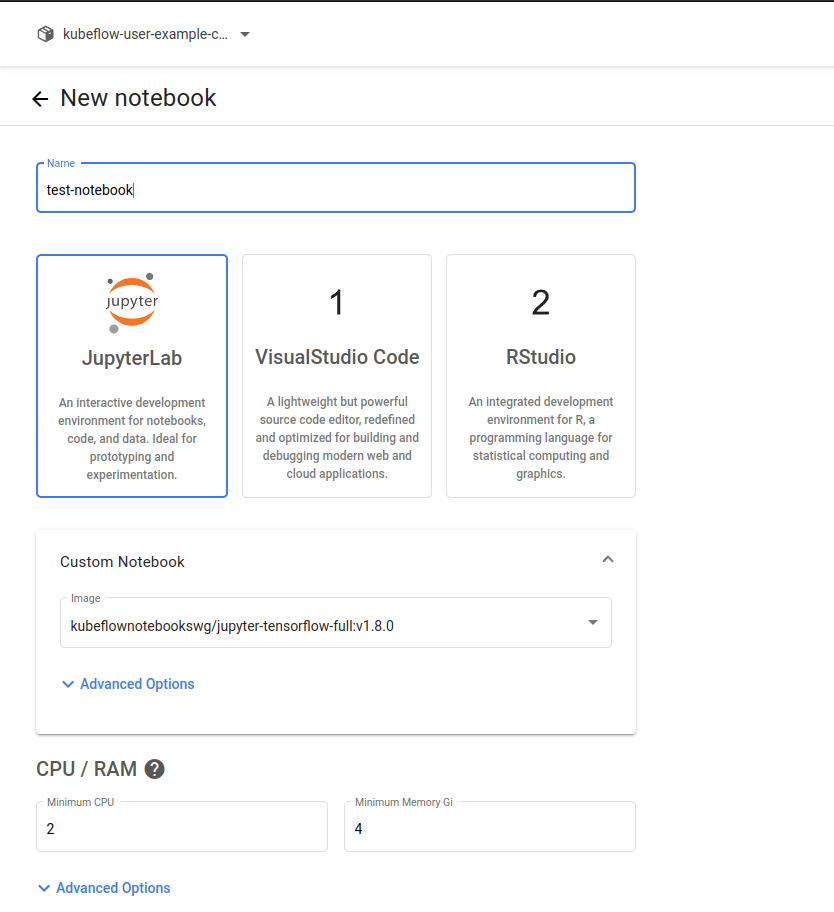 kubeflow-user-example-c...
New notebook
Name
test-notebook
jupyter
JupyterLab
An interactive development
environment for notebooks,
code, and data. Ideal for
prototyping and
experimentation.
1
VisualStudio Code
A lightweight but powerful
source code editor, redefined
and optimized for building and
debugging modern web and
cloud applications.
2
RStudio
An integrated development
environment for R, a
programming language for
statistical computing and
graphics.
Custom Notebook
Image
kubeflownotebookswg/jupyter-tensorflow-full:v1.8.0
Advanced Options
CPU / RAM ?
Minimum CPU
2
Minimum Memory Gi
4
Advanced Options